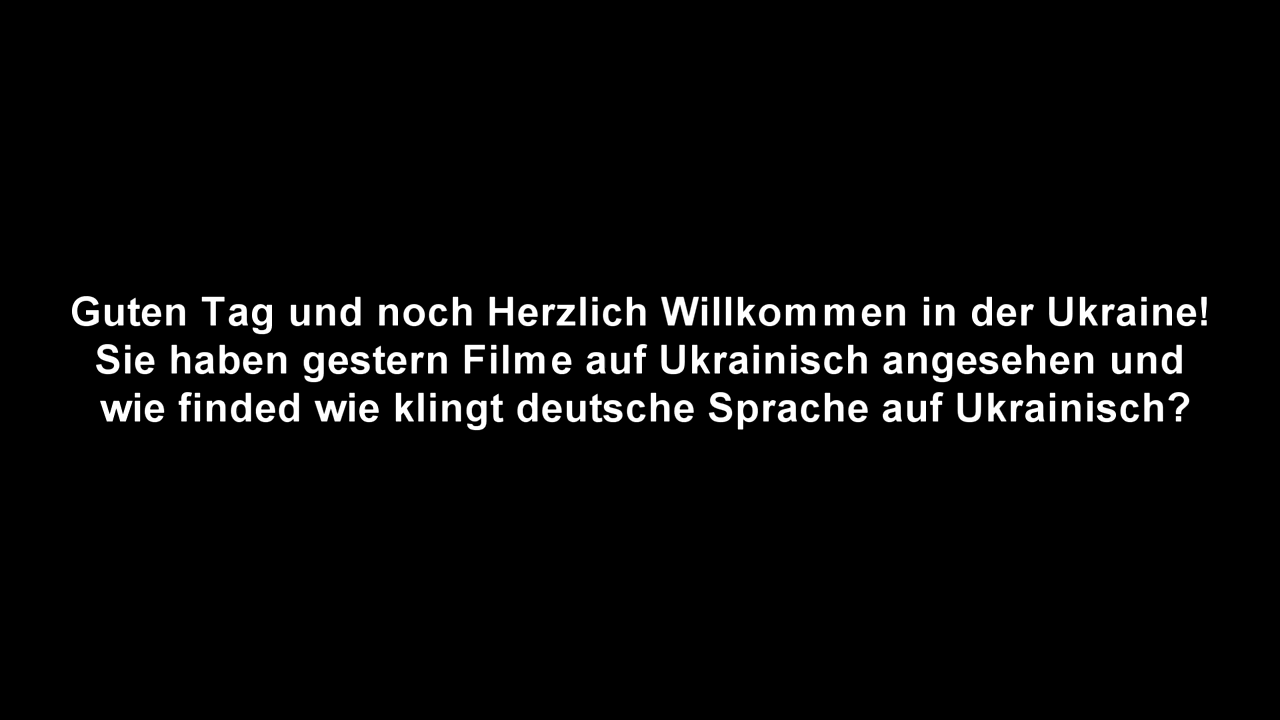 Guten Tag und noch Herzlich Willkommen in der Ukraine!
Sie haben gestern Filme auf Ukrainisch angesehen und
wie finded wie klingt deutsche Sprache auf Ukrainisch?